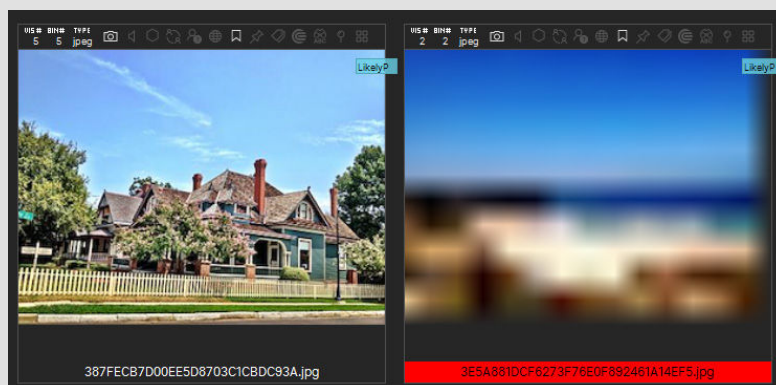 VIS# BIN# TYPE
5 5 jpeg
LikelyP
387FECB7D00EE5D8703C1CBDC93A.jpg
VIS# BIN# TYPE
2 2 jpeg
LikelyP
3E5A881DCF6273F76E0F892461A14EF5.jpg